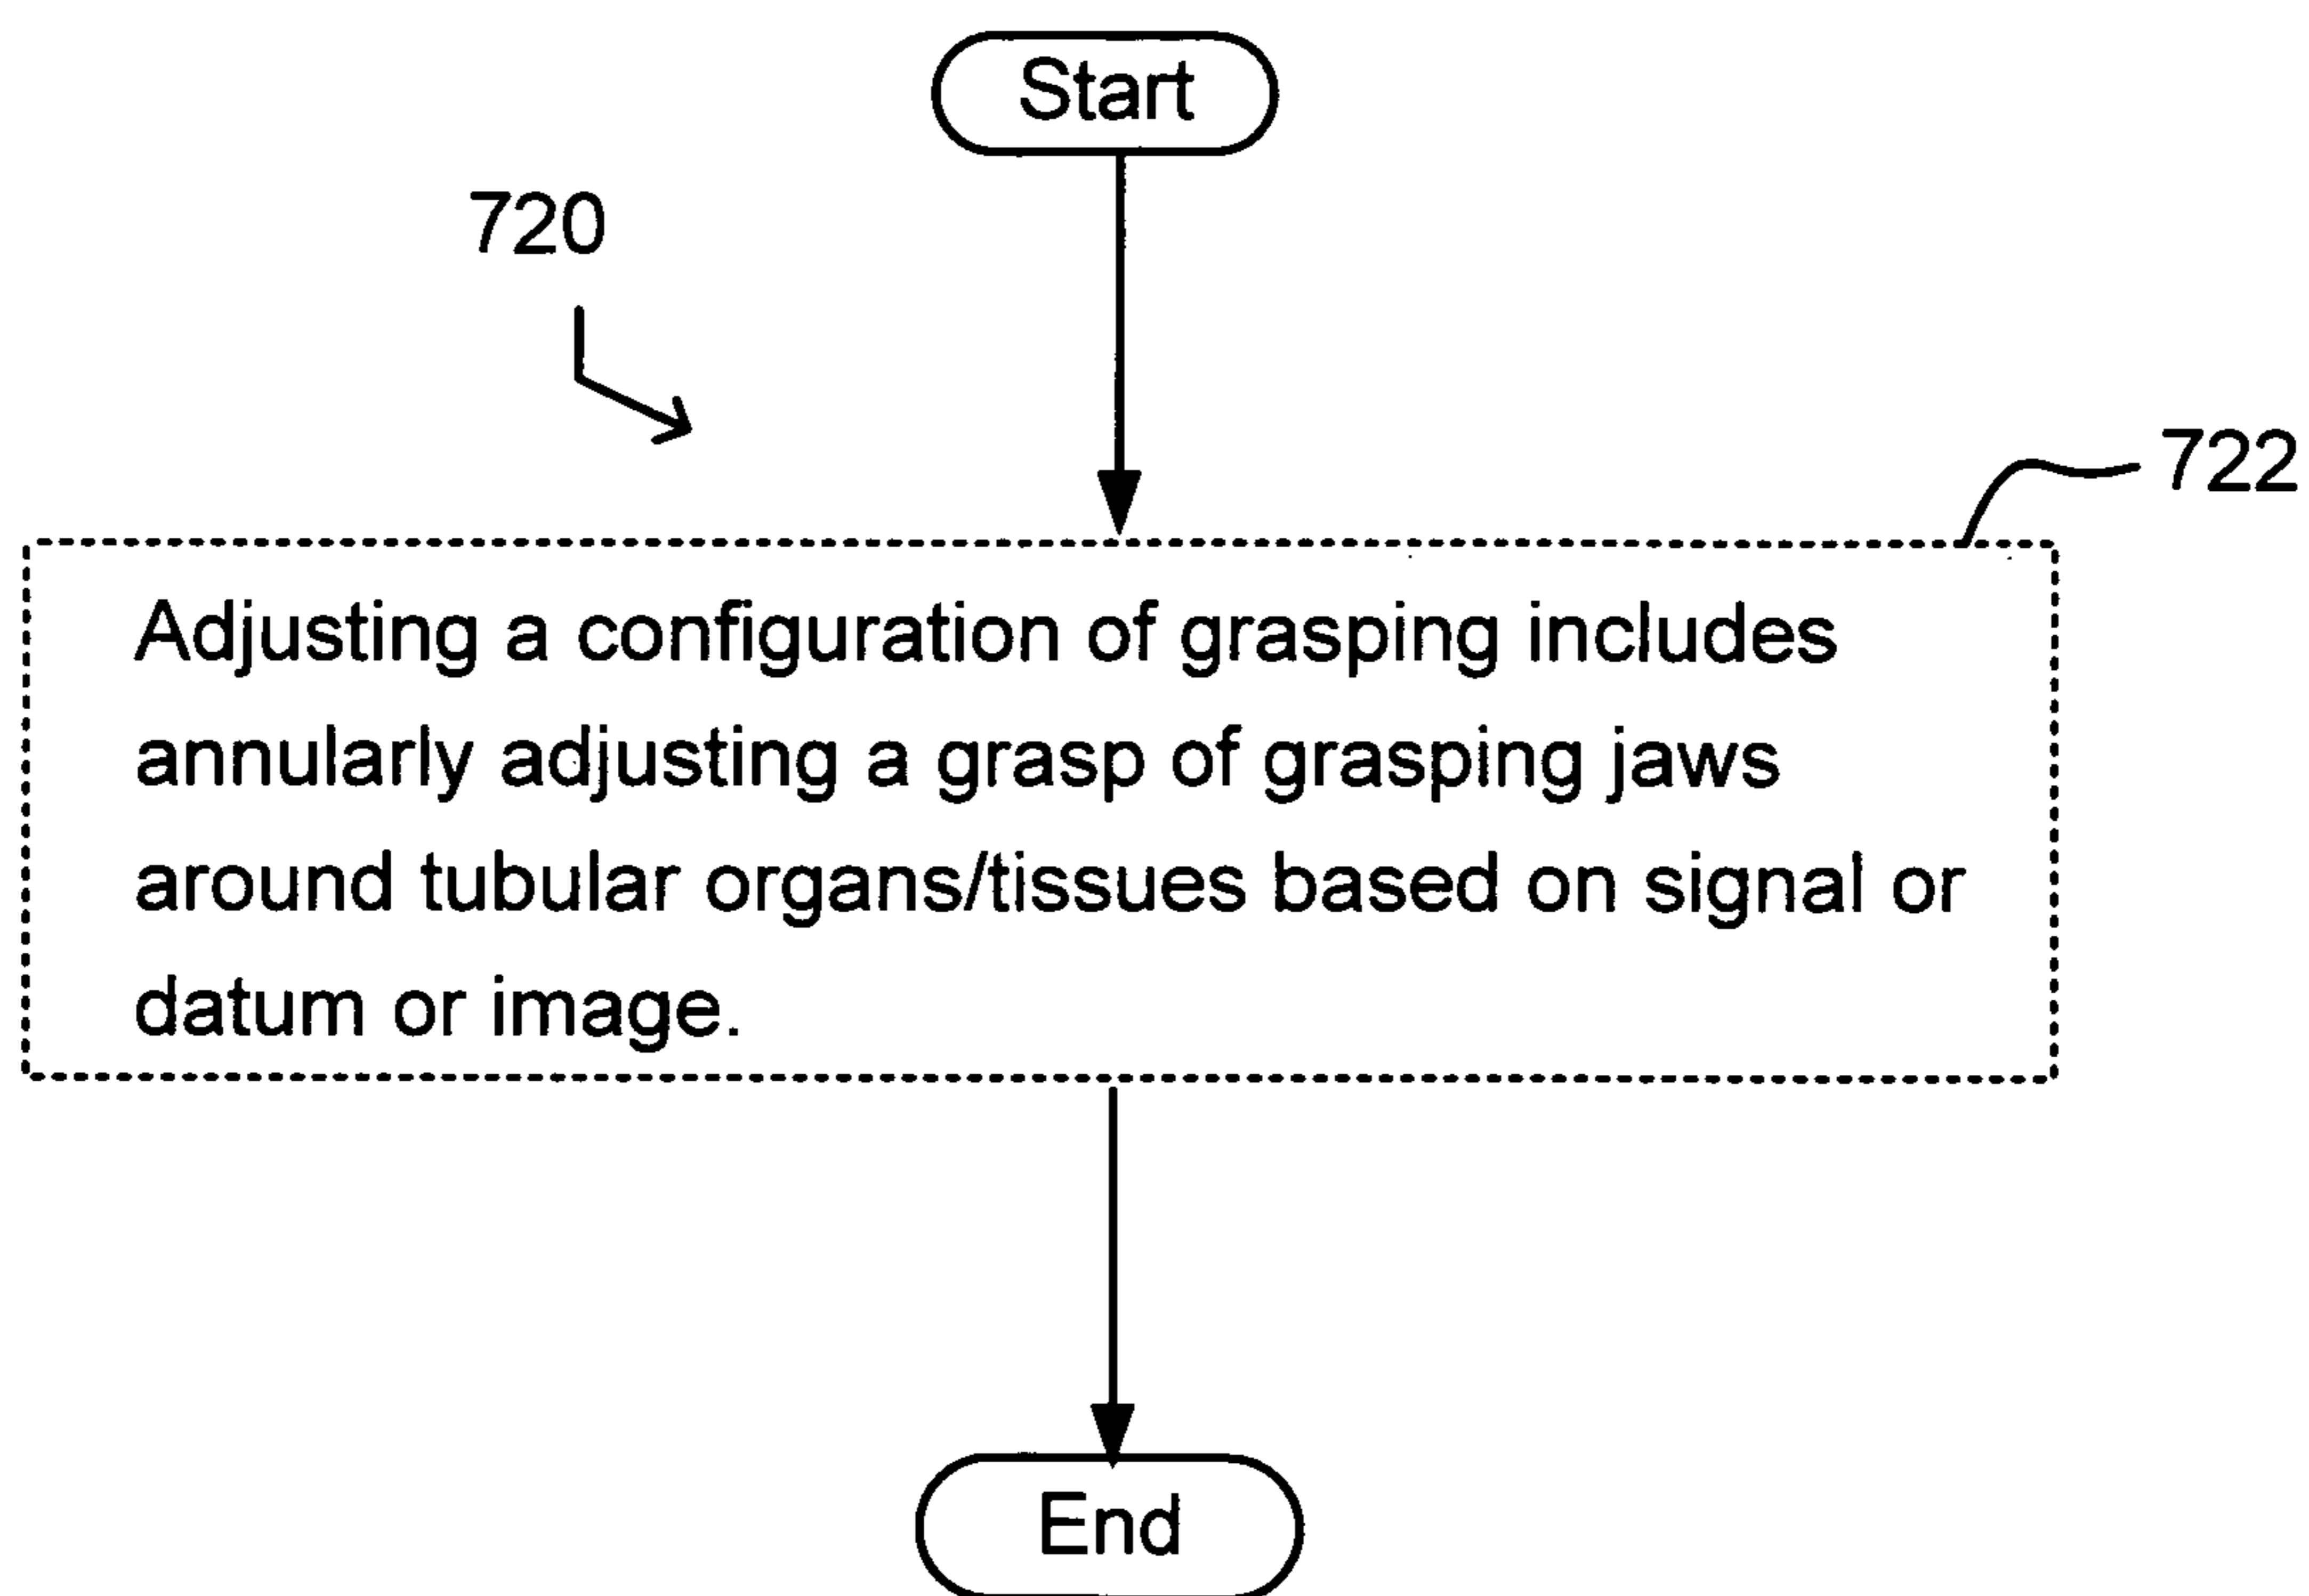 Start
720
722
Adjusting a configuration of grasping includes
annularly adjusting a grasp of grasping jaws
around tubular organs/tissues based on signal or
datum or image.
End